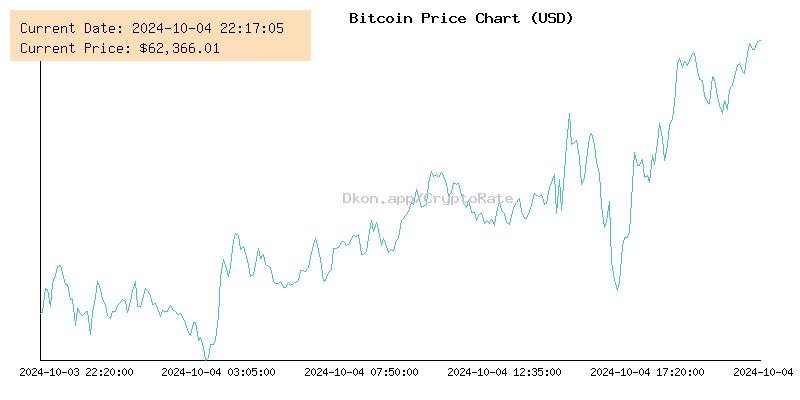 Bitcoin Price Chart (USD)
Current Date: 2024-10-04 22:17:05
Current Price: $62,366.01
Dkon.app/CryptoRate
2024-10-03 22:20:00 2024-10-04 03:05:00 2024-10-04 07:50:00 2024-10-04 12:35:00 2024-10-04 17:20:00 2024-10-04